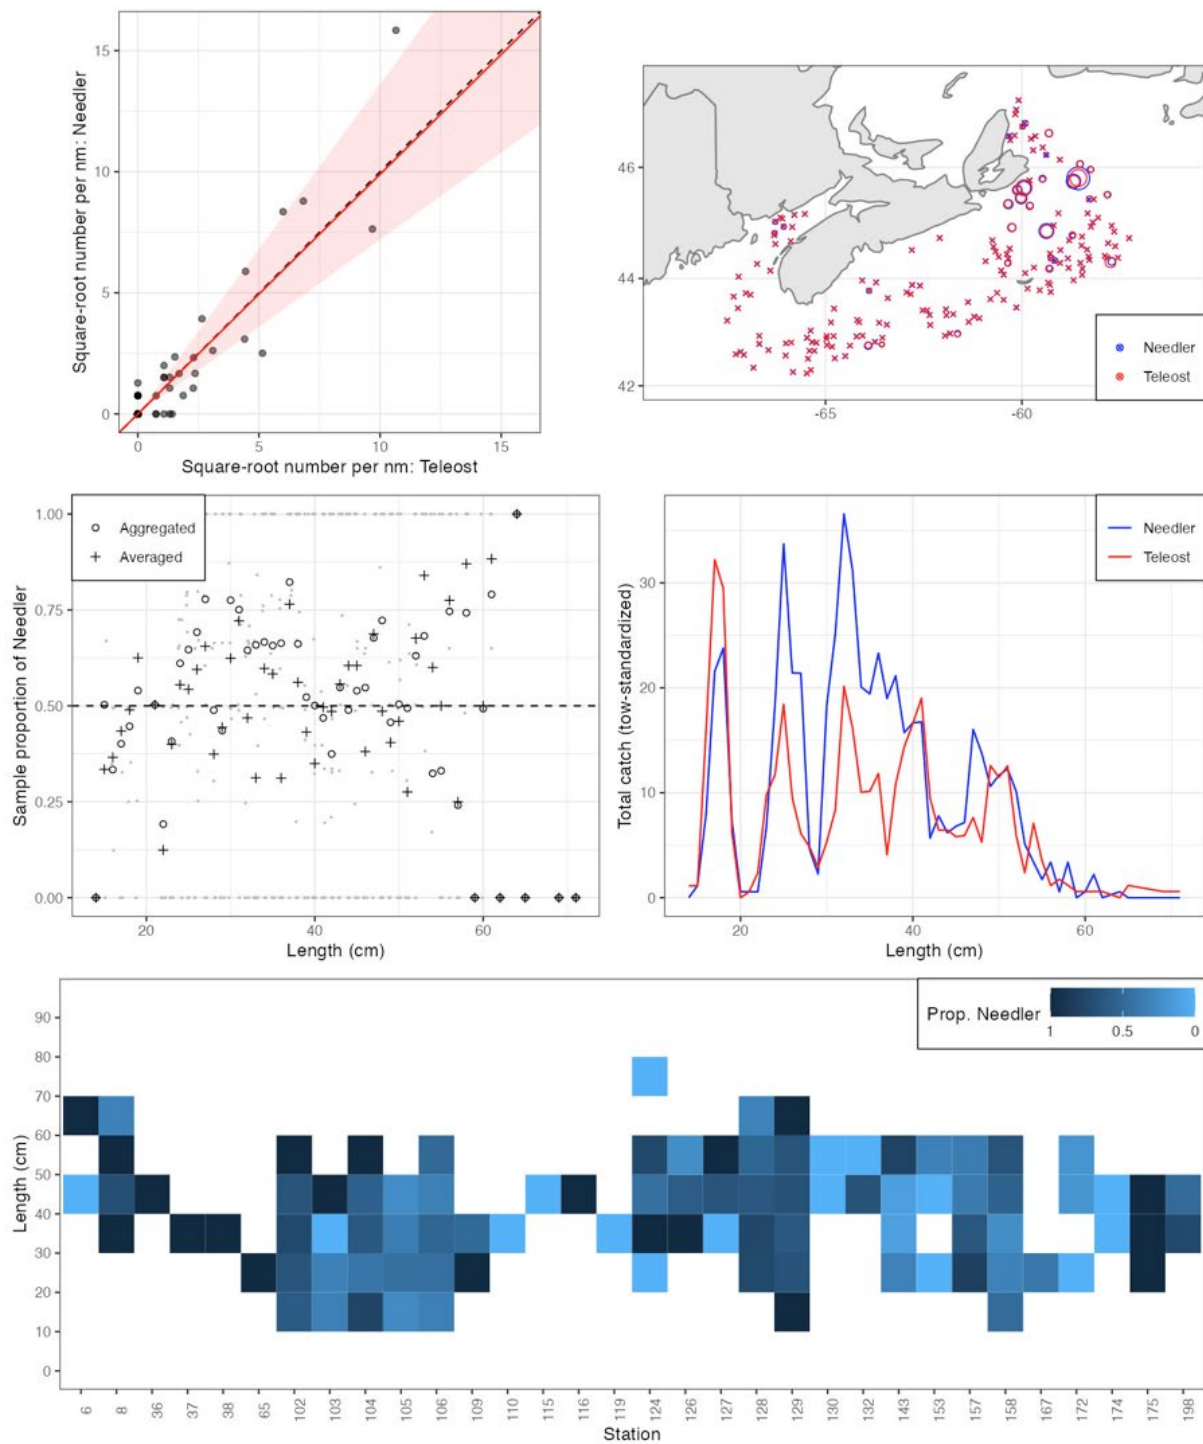 Square-root number per nm: Needler
15
10
5
0
0
5
10
15
Square-root number per nm: Teleost
46
44
42
-65
-60
Needler
Teleost
Sample proportion of Needler
1.00
0.75
0.50
0.25
0.00
Aggregated
Averaged
20
40
60
Length (cm)
Total catch (tow-standardized)
30
20
10
0
Needler
Teleost
20
40
60
Length (cm)
Prop. Needler
1
0.5
0
Length (cm)
90
80
70
60
50
40
30
20
10
0
6 8 36 37 38 65 102 103 104 105 106 109 110 115 116 119 124 126 127 128 129 130 132 143 153 157 158 167 172 174 175 198
Station